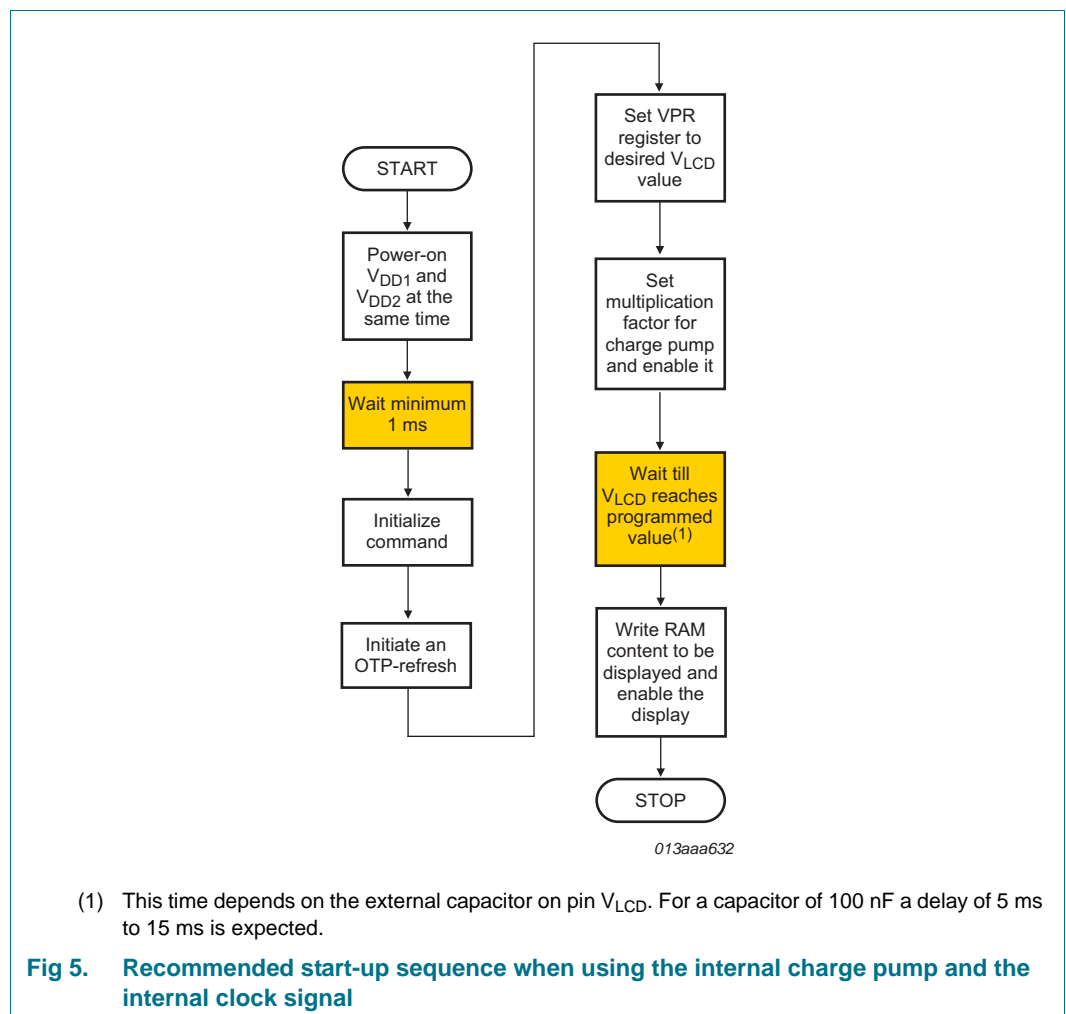 START
Power-on
VDD1 and
VDD2 at the
same time
Wait minimum
1 ms
Initialize
command
Initiate an
OTP-refresh
Set VPR
register to
desired VLCD
value
Set
multiplication
factor for
charge pump
and enable it
Wait till
VLCD reaches
programmed
value(1)
Write RAM
content to be
displayed and
enable the
display
STOP
013aaa632
(1) This time depends on the external capacitor on pin VLCD. For a capacitor of 100 nF a delay of 5 ms
to 15 ms is expected.
Fig 5. Recommended start-up sequence when using the internal charge pump and the
internal clock signal